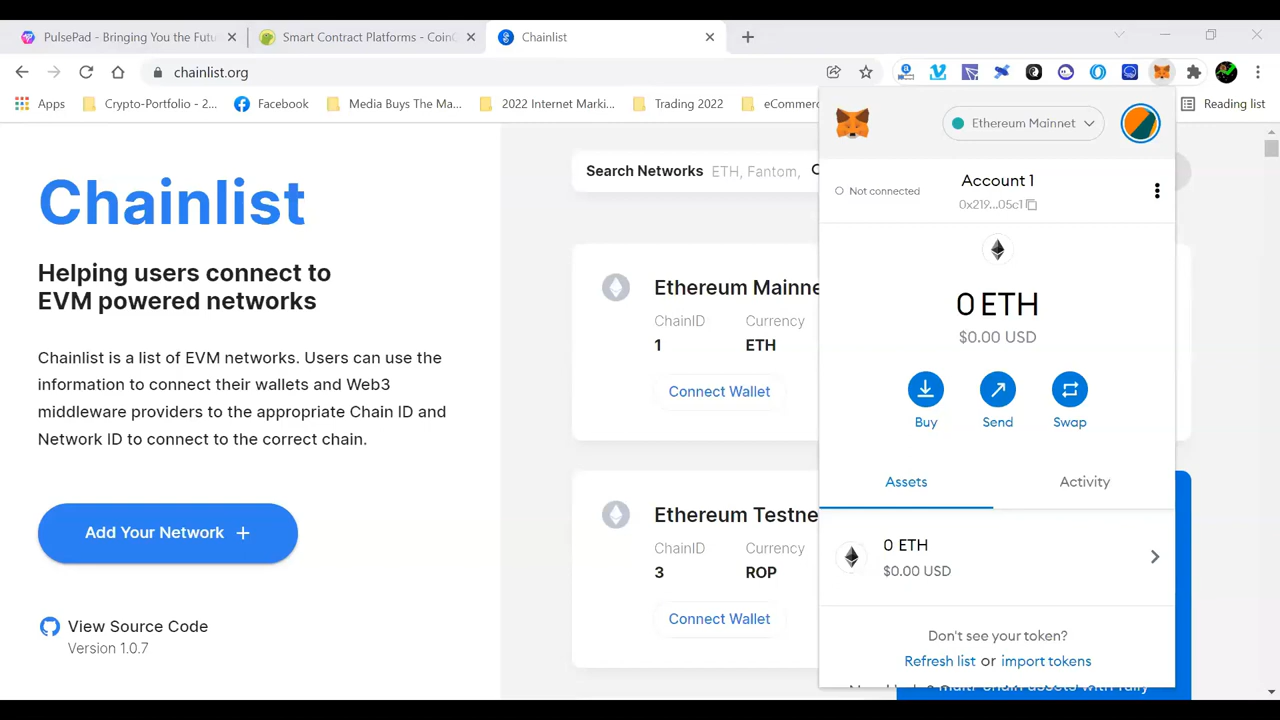 PulsePad - Bringing You the Futu
Smart Contract Platforms - CoinG
Chainlist
chainlist.org
Apps
Crypto-Portfolio - 2...
Facebook
Media Buys The Ma...
2022 Internet Marki...
Trading 2022
eCommerc
Reading list
Chainlist
Helping users connect to
EVM powered networks
Chainlist is a list of EVM networks. Users can use the
information to connect their wallets and Web3
middleware providers to the appropriate Chain ID and
Network ID to connect to the correct chain.
Add Your Network +
View Source Code
Version 1.0.7
Search Networks ETH, Fantom,
Ethereum Mainne
ChainID Currency
1 ETH
Connect Wallet
Ethereum Testne
ChainID Currency
3 ROP
Connect Wallet
Ethereum Mainnet
Not connected
Account 1
0x219...05c1
0 ETH
$0.00 USD
Buy
Send
Swap
Assets
Activity
0 ETH
$0.00 USD
Don't see your token?
Refresh list or import tokens